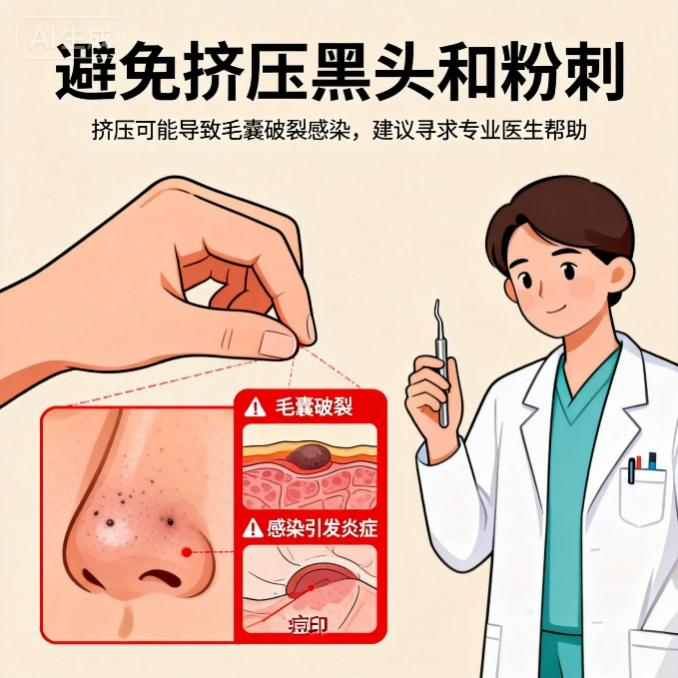 AI生成
避免挤压黑头和粉刺
挤压可能导致毛囊破裂感染，建议寻求专业医生帮助
毛囊破裂
感染引发炎症
痘印